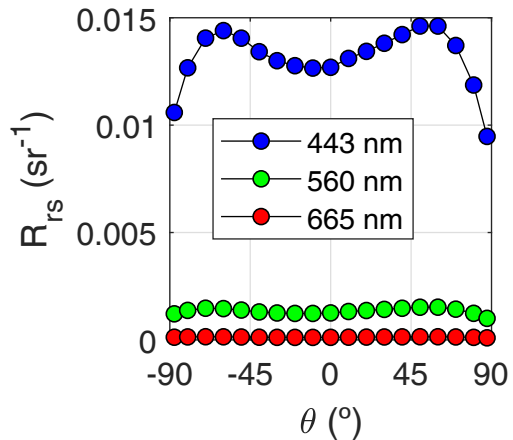 0.015
0.01
0.005
0
R_rs (sr^-1)
443 nm
560 nm
665 nm
-90 -45 0 45 90
θ (º)